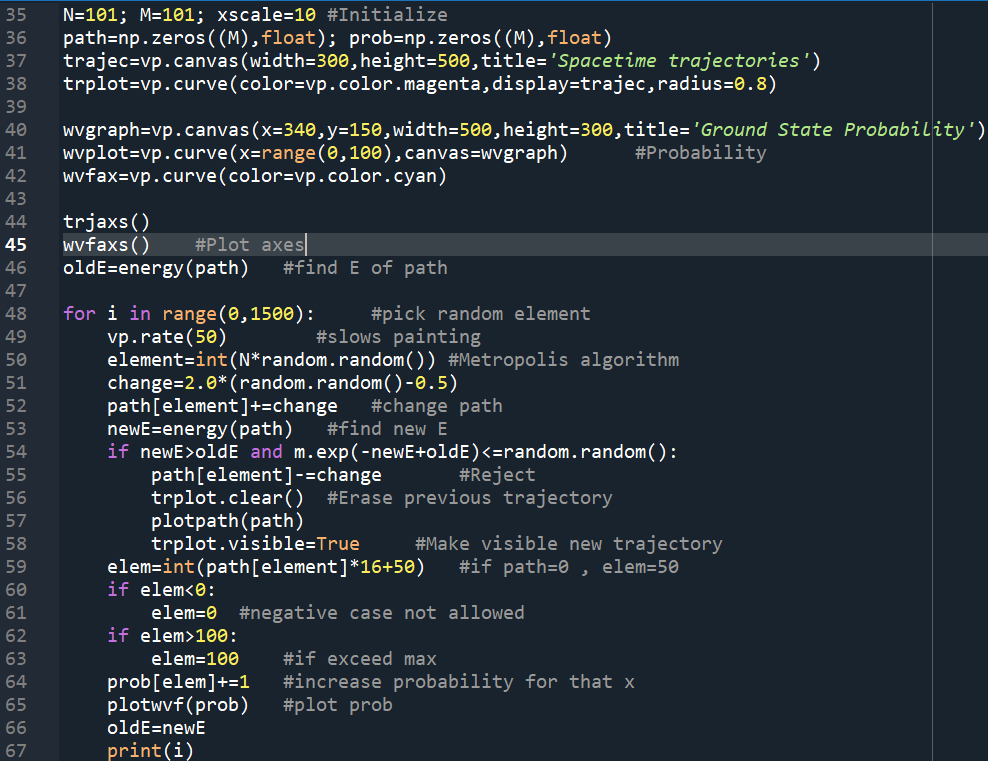 35 N=101; M=101; xscale=10 #Initialize
36 path=np.zeros((M),float); prob=np.zeros((M),float)
37 trajec=vp.canvas(width=300,height=500,title='Spacetime trajectories')
38 trplot=vp.curve(color=vp.color.magenta,display=trajec,radius=0.8)
39
40 wvgraph=vp.canvas(x=340,y=150,width=500,height=300,title='Ground State Probability')
41 wvplot=vp.curve(x=range(0,100),canvas=wvgraph)      #Probability
42 wvfax=vp.curve(color=vp.color.cyan)
43
44 trjaxs()
45 wvfaxs()    #Plot axes
46 oldE=energy(path)   #find E of path
47
48 for i in range(0,1500):     #pick random element
49     vp.rate(50)        #slows painting
50     element=int(N*random.random()) #Metropolis algorithm
51     change=2.0*(random.random()-0.5)
52     path[element]+=change   #change path
53     newE=energy(path)   #find new E
54     if newE>oldE and m.exp(-newE+oldE)<=random.random():
55         path[element]-=change       #Reject
56         trplot.clear()  #Erase previous trajectory
57         plotpath(path)
58         trplot.visible=True     #Make visible new trajectory
59     elem=int(path[element]*16+50)   #if path=0 , elem=50
60     if elem<0:
61         elem=0  #negative case not allowed
62     if elem>100:
63         elem=100    #if exceed max
64     prob[elem]+=1   #increase probability for that x
65     plotwvf(prob)   #plot prob
66     oldE=newE
67     print(i)